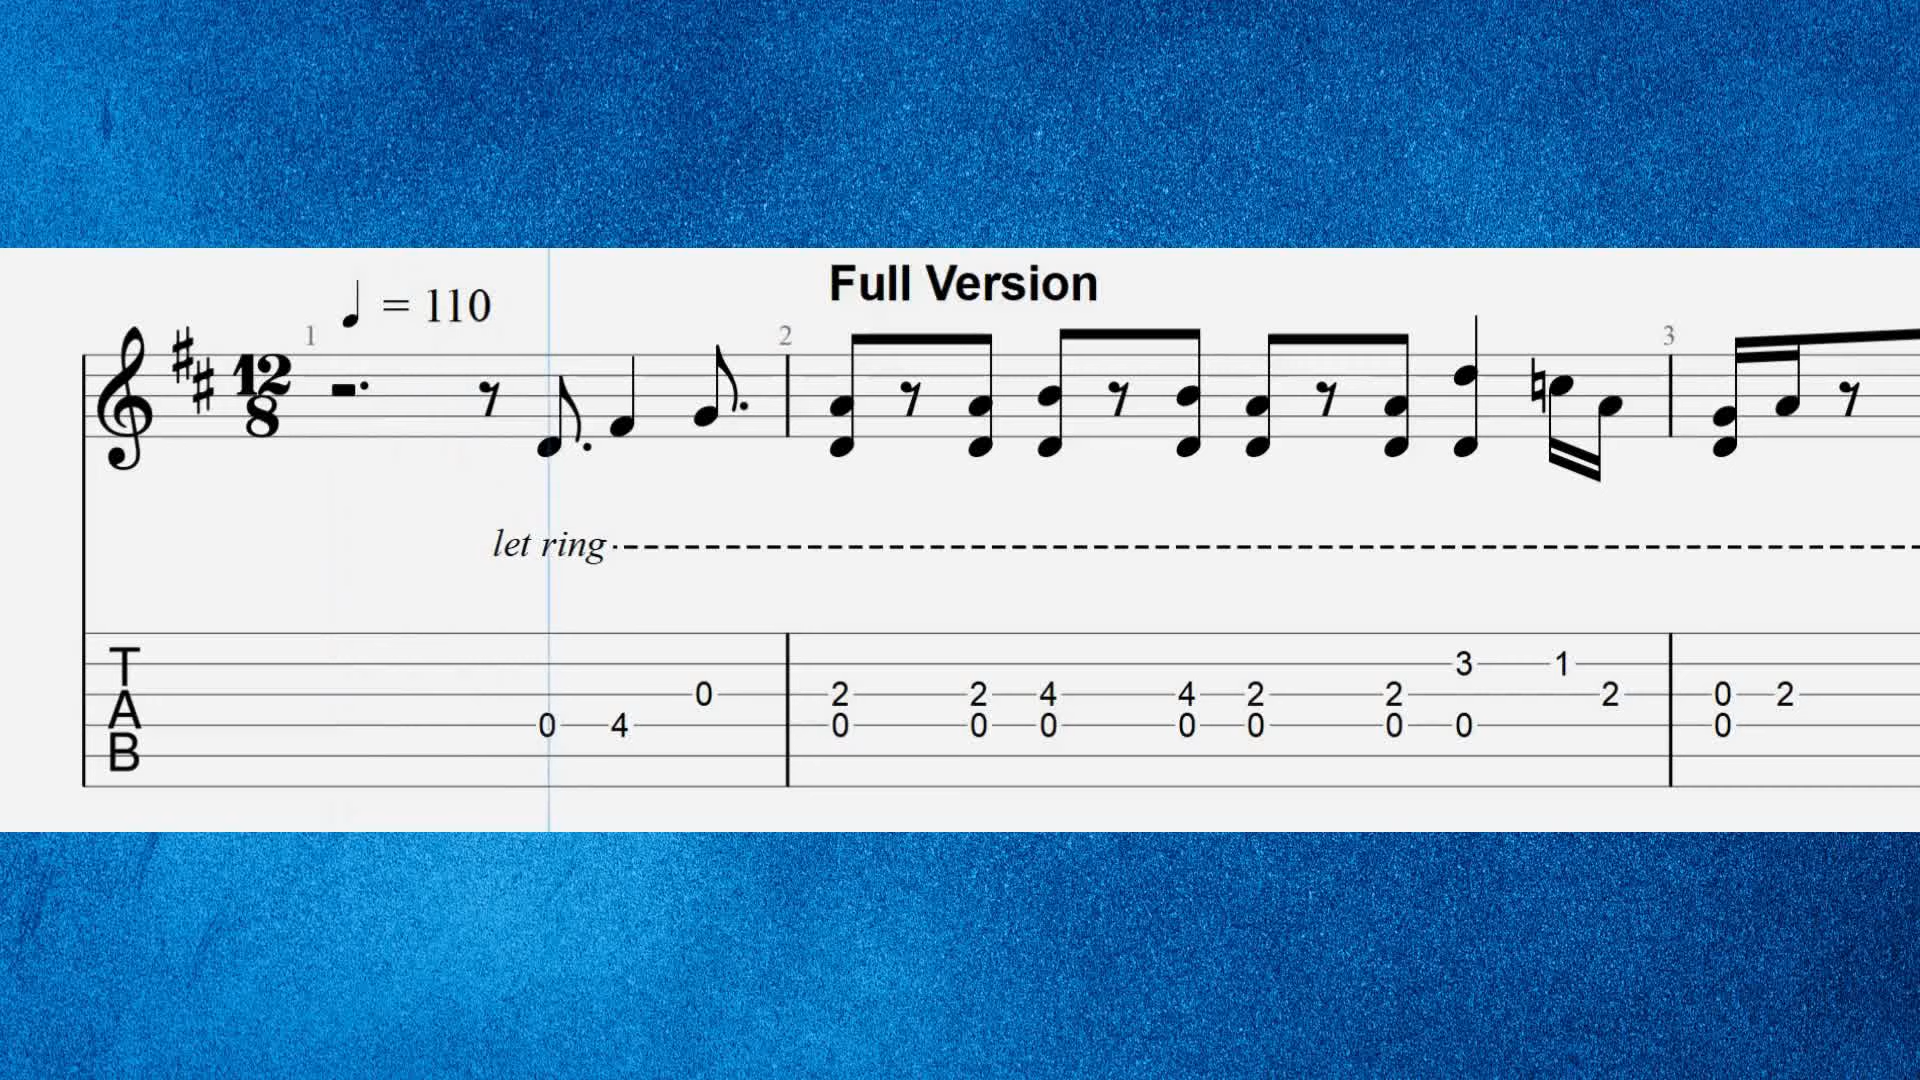 Full Version
= 110
1
2
3
12
8
let ring
T
A
B
3 1
0 2 2 4 4 2 2 2 0 2
0 4 0 0 0 0 0 0 0 0